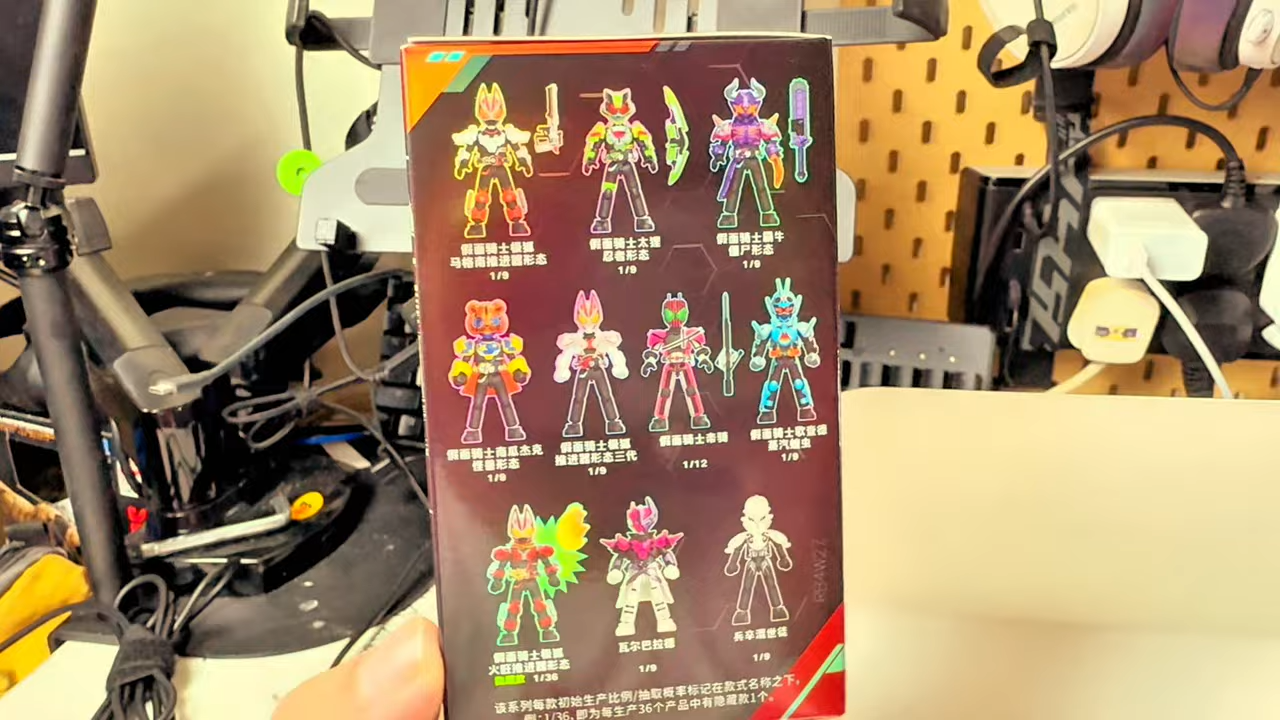 假面骑士极狐
马格南推进器形态
1/9
假面骑士太狸
忍者形态
1/9
假面骑士暴牛
僵尸形态
1/9
假面骑士南瓜杰克
怪兽形态
1/9
假面骑士极狐
推进器形态三代
1/9
假面骑士帝骑
1/12
假面骑士歌查德
蒸汽蝗虫
1/9
假面骑士极狐
火旺推进器形态
隐藏款 1/36
瓦尔巴拉德
1/9
兵卒混世徒
1/9
该系列每款初始生产比例/抽取概率标记在款式名称之下，
例：1/36，即为每生产36个产品中有隐藏款1个。